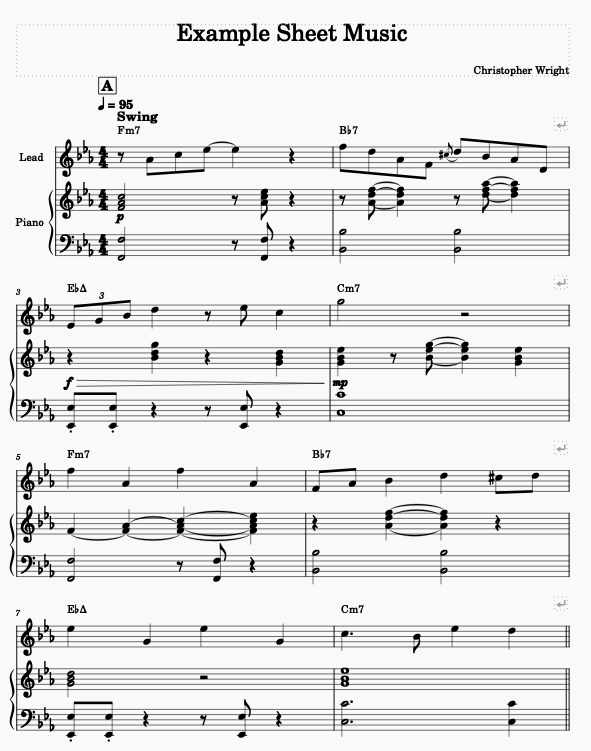 Example Sheet Music
Christopher Wright
A
♩ = 95
Swing
Fm7 B♭7
Lead
Piano
p
3
E♭Δ Cm7
3
f mp
5
Fm7 B♭7
7
E♭Δ Cm7